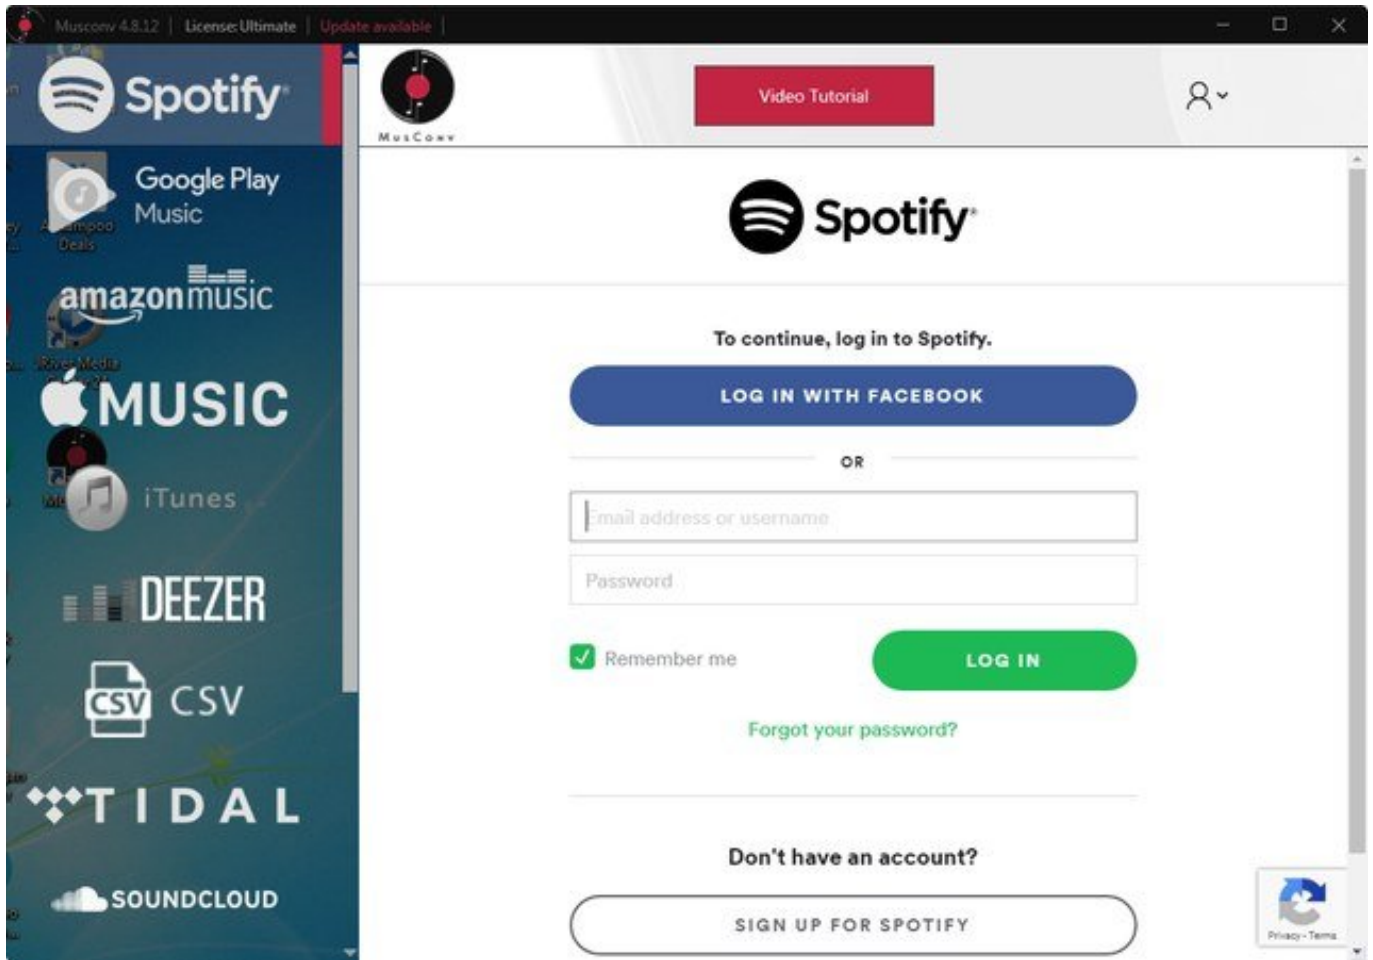 Musconv 4.8.12 | License: Ultimate | Update available |
Spotify®
MusConv
Video Tutorial
Google Play
Music
Deals
amazon music
MUSIC
iTunes
DEEZER
CSV CSV
TIDAL
SOUNDCLOUD
Spotify®
To continue, log in to Spotify.
LOG IN WITH FACEBOOK
OR
Email address or username
Password
Remember me
LOG IN
Forgot your password?
Don't have an account?
SIGN UP FOR SPOTIFY
Privacy - Terms